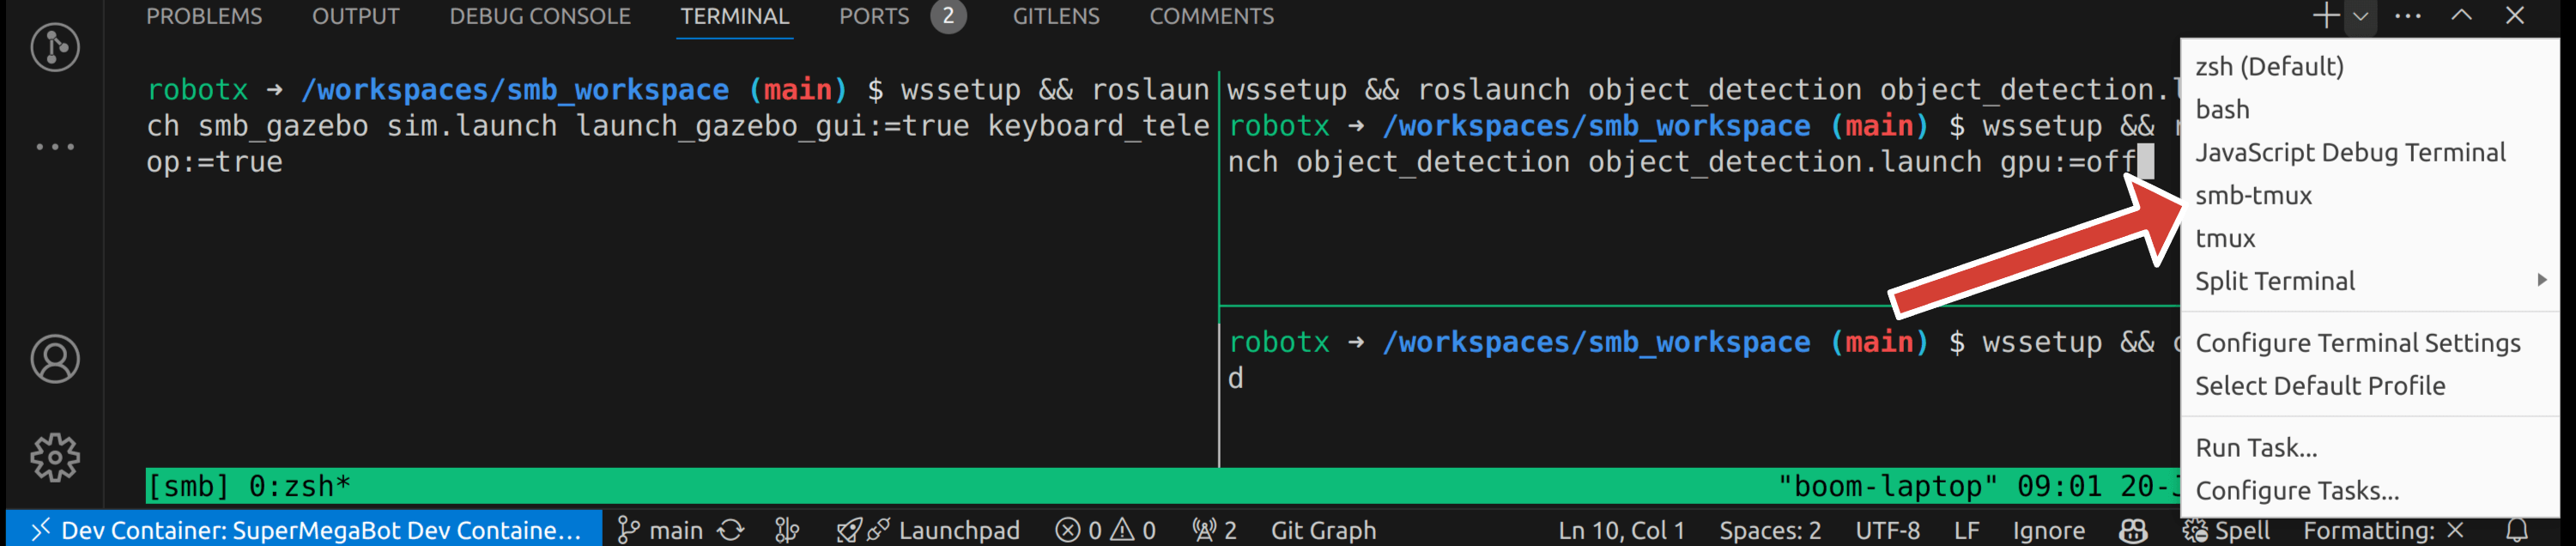 PROBLEMS OUTPUT DEBUG CONSOLE TERMINAL PORTS 2 GITLENS COMMENTS
robotx → /workspaces/smb_workspace (main) $ wssetup && roslaun
ch smb_gazebo sim.launch launch_gazebo_gui:=true keyboard_tele
op:=true
wssetup && roslaunch object_detection object_detection.l
robotx → /workspaces/smb_workspace (main) $ wssetup &&
nch object_detection object_detection.launch gpu:=off
robotx → /workspaces/smb_workspace (main) $ wssetup &&
d
[smb] 0:zsh* "boom-laptop" 09:01 20-
zsh (Default)
bash
JavaScript Debug Terminal
smb-tmux
tmux
Split Terminal
Configure Terminal Settings
Select Default Profile
Run Task...
Configure Tasks...
Dev Container: SuperMegaBot Dev Containe... main Launchpad 0 0 2 Git Graph Ln 10, Col 1 Spaces: 2 UTF-8 LF Ignore Spell Formatting: ×